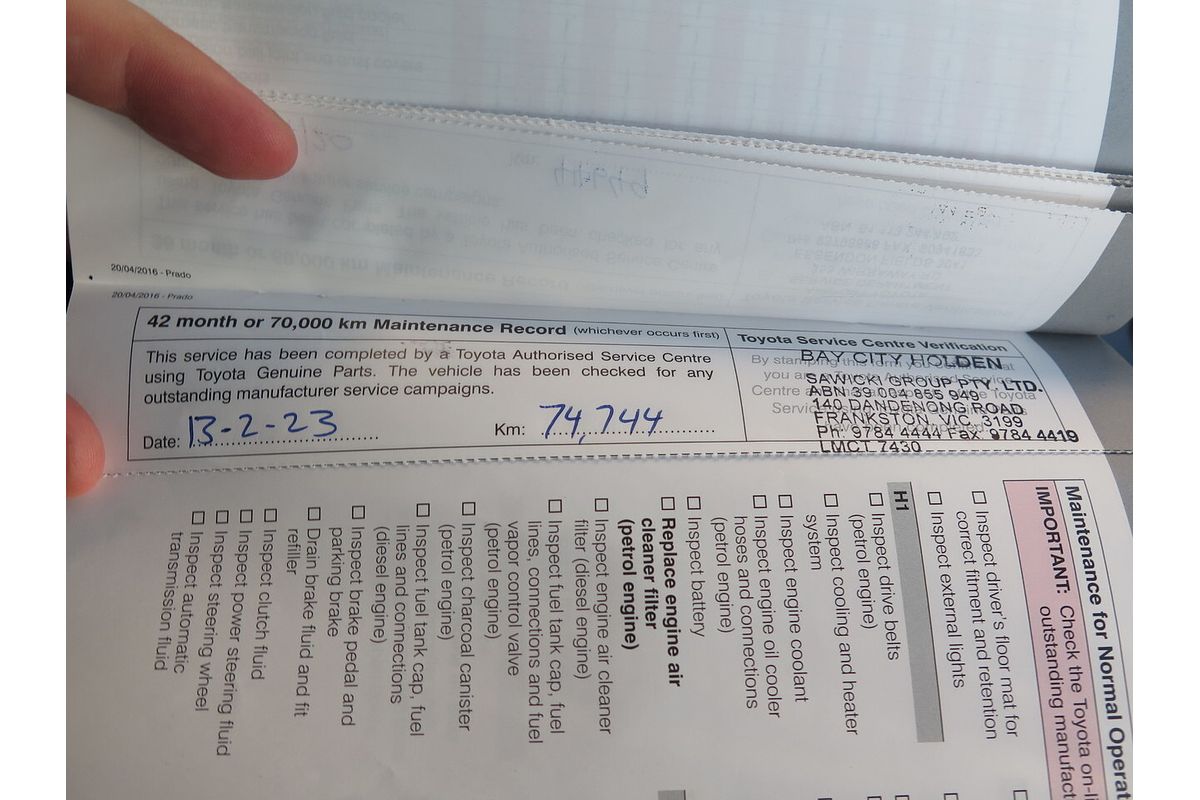 20/04/2016 - Prado
20/04/2016 - Prado
42 month or 70,000 km Maintenance Record (whichever occurs first)
This service has been completed by a Toyota Authorised Service Centre
using Toyota Genuine Parts. The vehicle has been checked for any
outstanding manufacturer service campaigns.
Date: 13-2-23 Km: 74,744
Toyota Service Centre Verification
By stamping this form you
you are
Centre
BAY CITY HOLDEN
SAWICKI GROUP PTY. LTD.
ABN 39 004 855 949
140 DANDENONG ROAD
FRANKSTON VIC. 3199
Ph: 9784 4444 Fax: 9784 4419
LMCT 7430
Maintenance for Normal Operat
IMPORTANT: Check the Toyota on-l
outstanding manufact
☐ Inspect driver's floor mat for
correct fitment and retention
☐ Inspect external lights
H1
☐ Inspect drive belts
(petrol engine)
☐ Inspect cooling and heater
system
☐ Inspect engine coolant
☐ Inspect engine oil cooler
hoses and connections
(petrol engine)
☐ Inspect battery
☐ Replace engine air
cleaner filter
(petrol engine)
☐ Inspect engine air cleaner
filter (diesel engine)
☐ Inspect fuel tank cap, fuel
lines, connections and fuel
vapor control valve
(petrol engine)
☐ Inspect charcoal canister
(petrol engine)
☐ Inspect fuel tank cap, fuel
lines and connections
(diesel engine)
☐ Inspect brake pedal and
parking brake
☐ Drain brake fluid and fit
refiller
☐ Inspect clutch fluid
☐ Inspect power steering fluid
☐ Inspect steering wheel
☐ Inspect automatic
transmission fluid